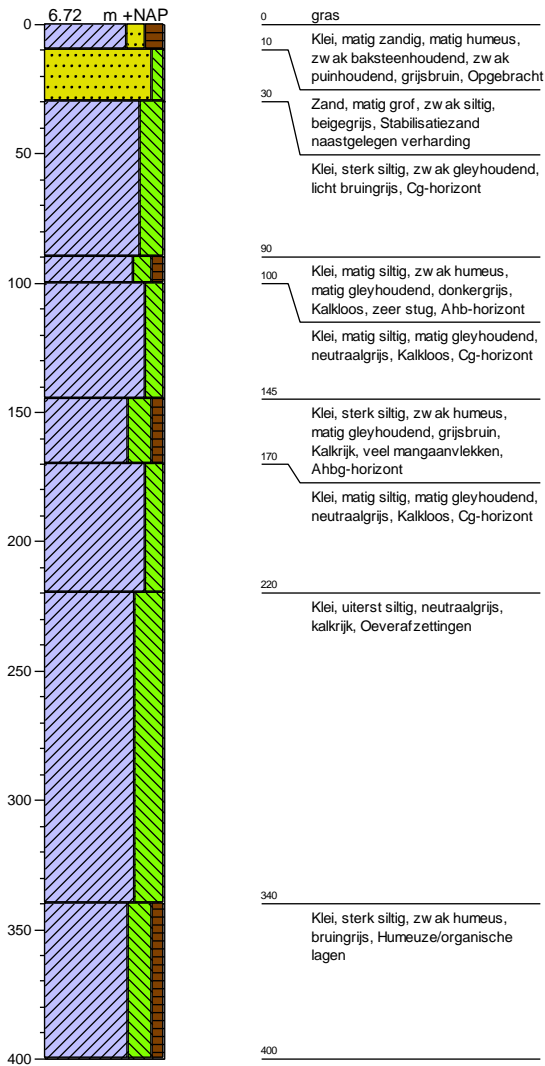 6.72 m +NAP
0
50
100
150
200
250
300
350
400
0 gras
10
Klei, matig zandig, matig humeus,
zwak baksteenhoudend, zwak
puinhoudend, grijsbruin, Opgebracht
30
Zand, matig grof, zwak siltig,
beigegrijs, Stabilisatiezand
naastgelegen verharding
Klei, sterk siltig, zwak gleyhoudend,
licht bruingrijs, Cg-horizont
90
Klei, matig siltig, zwak humeus,
matig gleyhoudend, donkergrijs,
Kalkloos, zeer stug, Ahb-horizont
100
Klei, matig siltig, matig gleyhoudend,
neutraalgrijs, Kalkloos, Cg-horizont
145
Klei, sterk siltig, zwak humeus,
matig gleyhoudend, grijsbruin,
Kalkrijk, veel mangaanvlekken,
Ahbg-horizont
170
Klei, matig siltig, matig gleyhoudend,
neutraalgrijs, Kalkloos, Cg-horizont
220
Klei, uiterst siltig, neutraalgrijs,
kalkrijk, Oeverafzettingen
340
Klei, sterk siltig, zwak humeus,
bruingrijs, Humeuze/organische
lagen
400